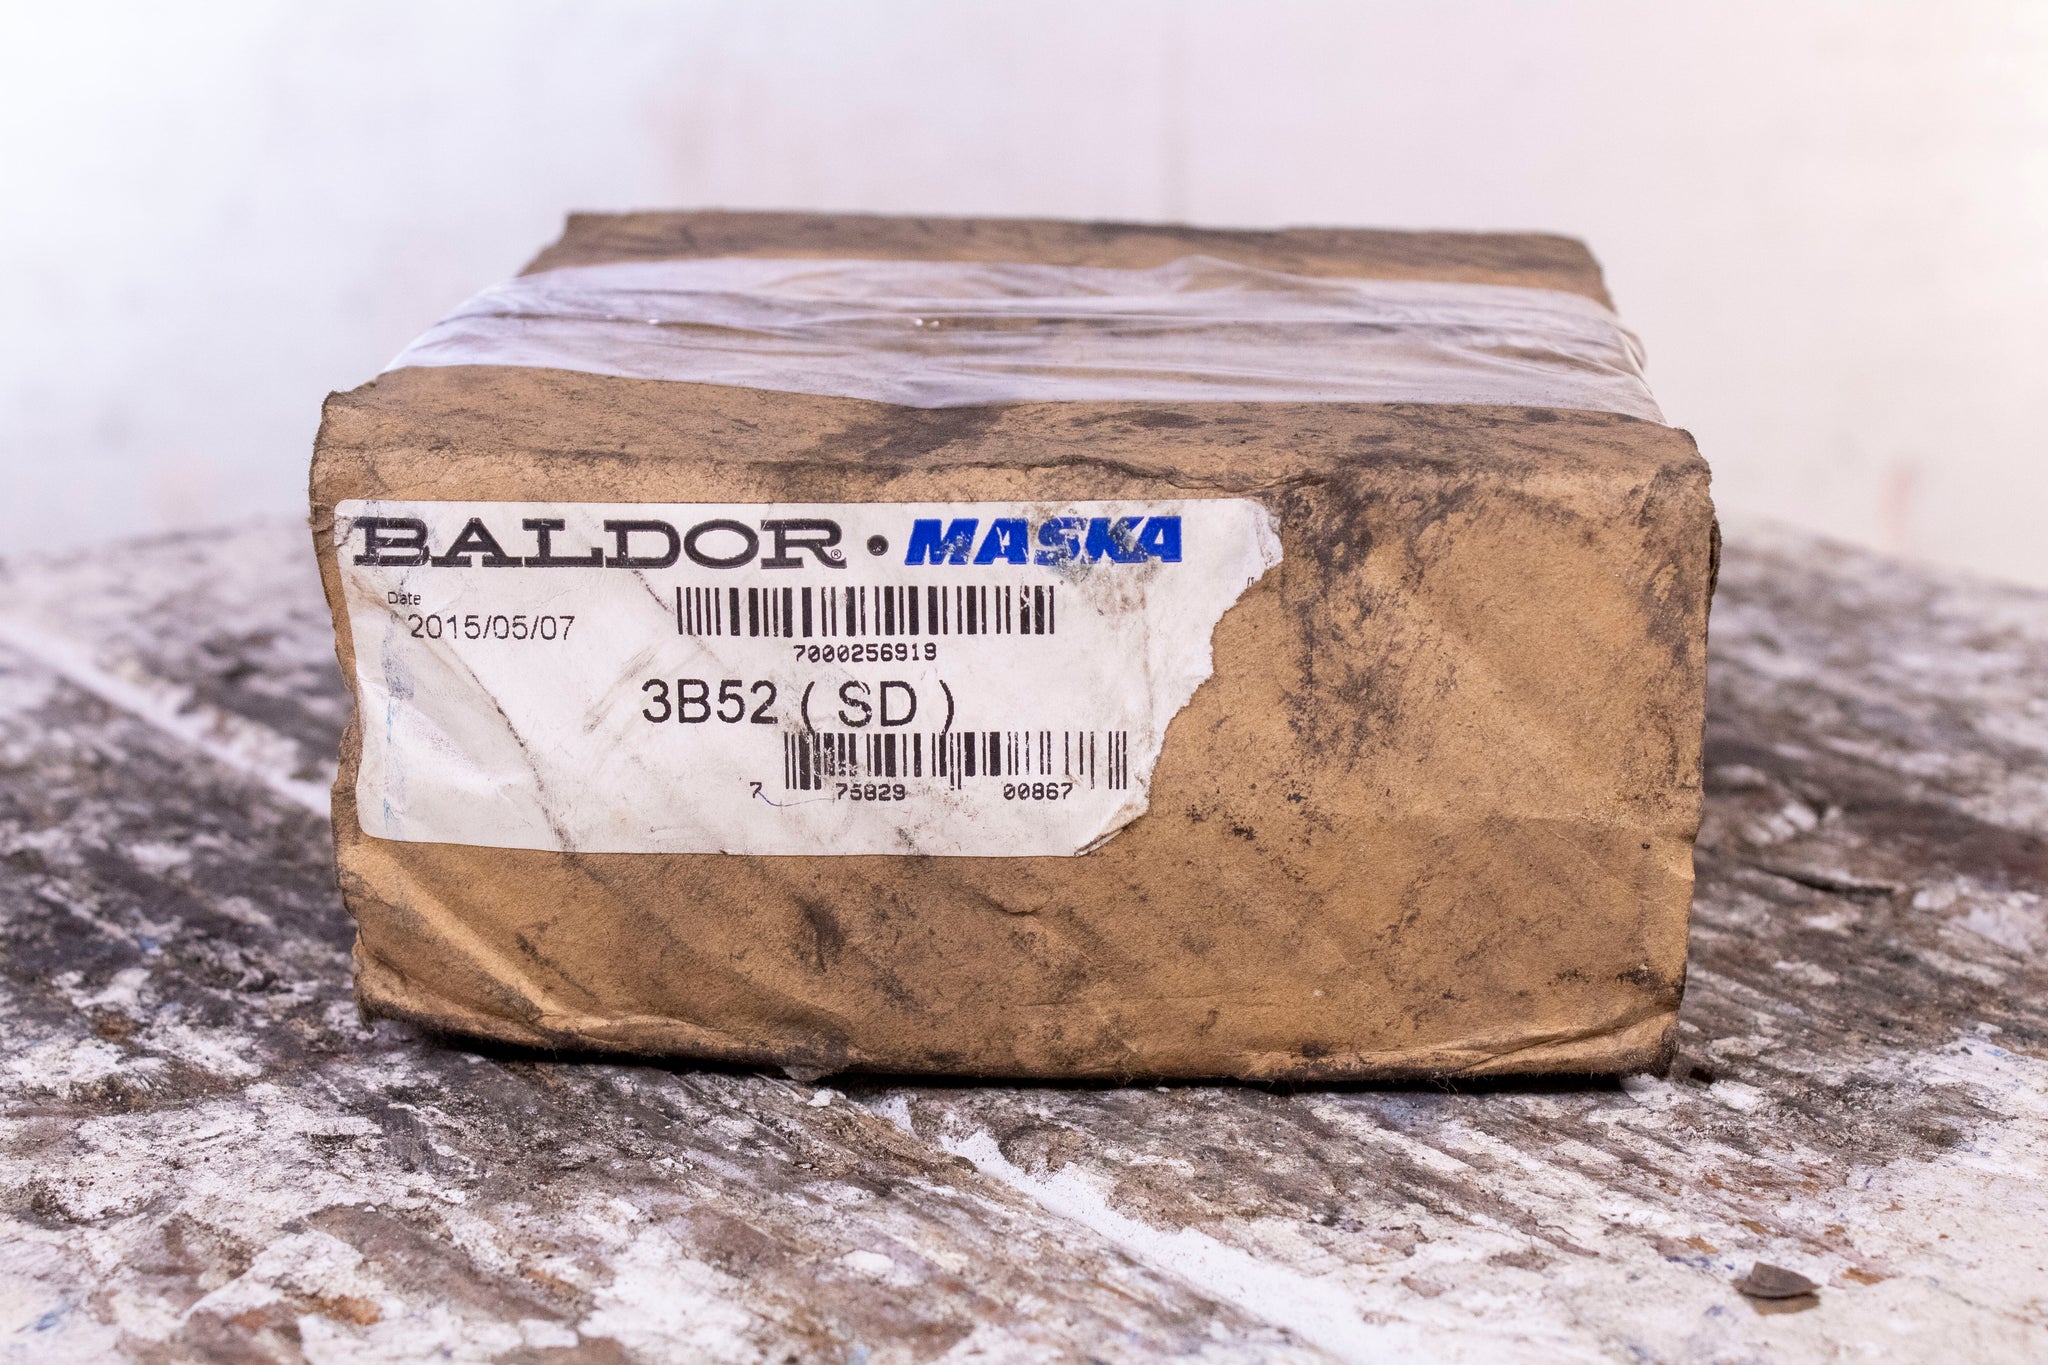 BALDOR® • MASKA
Date
2015/05/07
7000256919
3B52 ( SD )
7 75829 00867